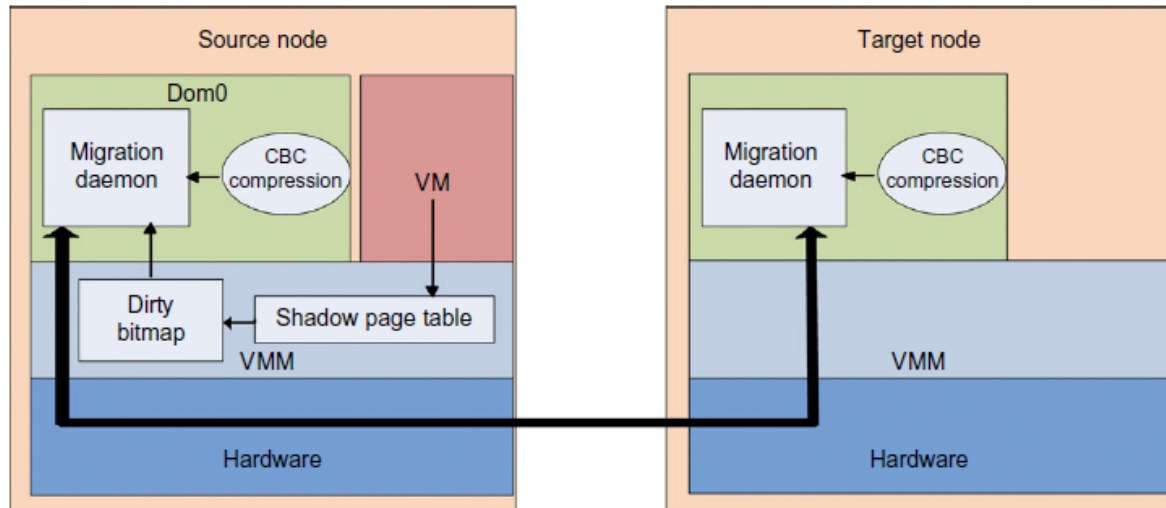 Source node
Dom0
Migration
daemon
CBC
compression
VM
Dirty
bitmap
Shadow page table
VMM
Hardware
Target node
Migration
daemon
CBC
compression
VMM
Hardware